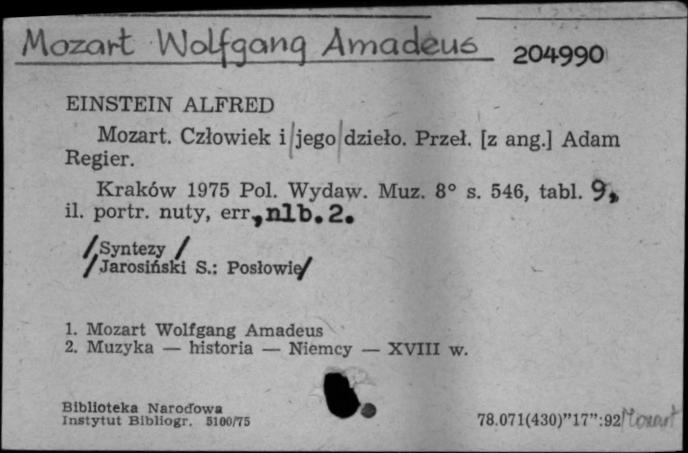 Mozart Wolfgang Amadeus 204990
EINSTEIN ALFRED
Mozart. Człowiek i jego dzieło. Przeł. [z ang.] Adam
Regier.
Kraków 1975 Pol. Wydaw. Muz. 8° s. 546, tabl. 9,
il. portr. nuty, err., nlb. 2.
/Syntezy/
/Jarosiński S.: Posłowie/
1. Mozart Wolfgang Amadeus
2. Muzyka — historia — Niemcy — XVIII w.
Biblioteka Narodowa
Instytut Bibliogr. 5100/75
78.071(430)"17":92 Mozart